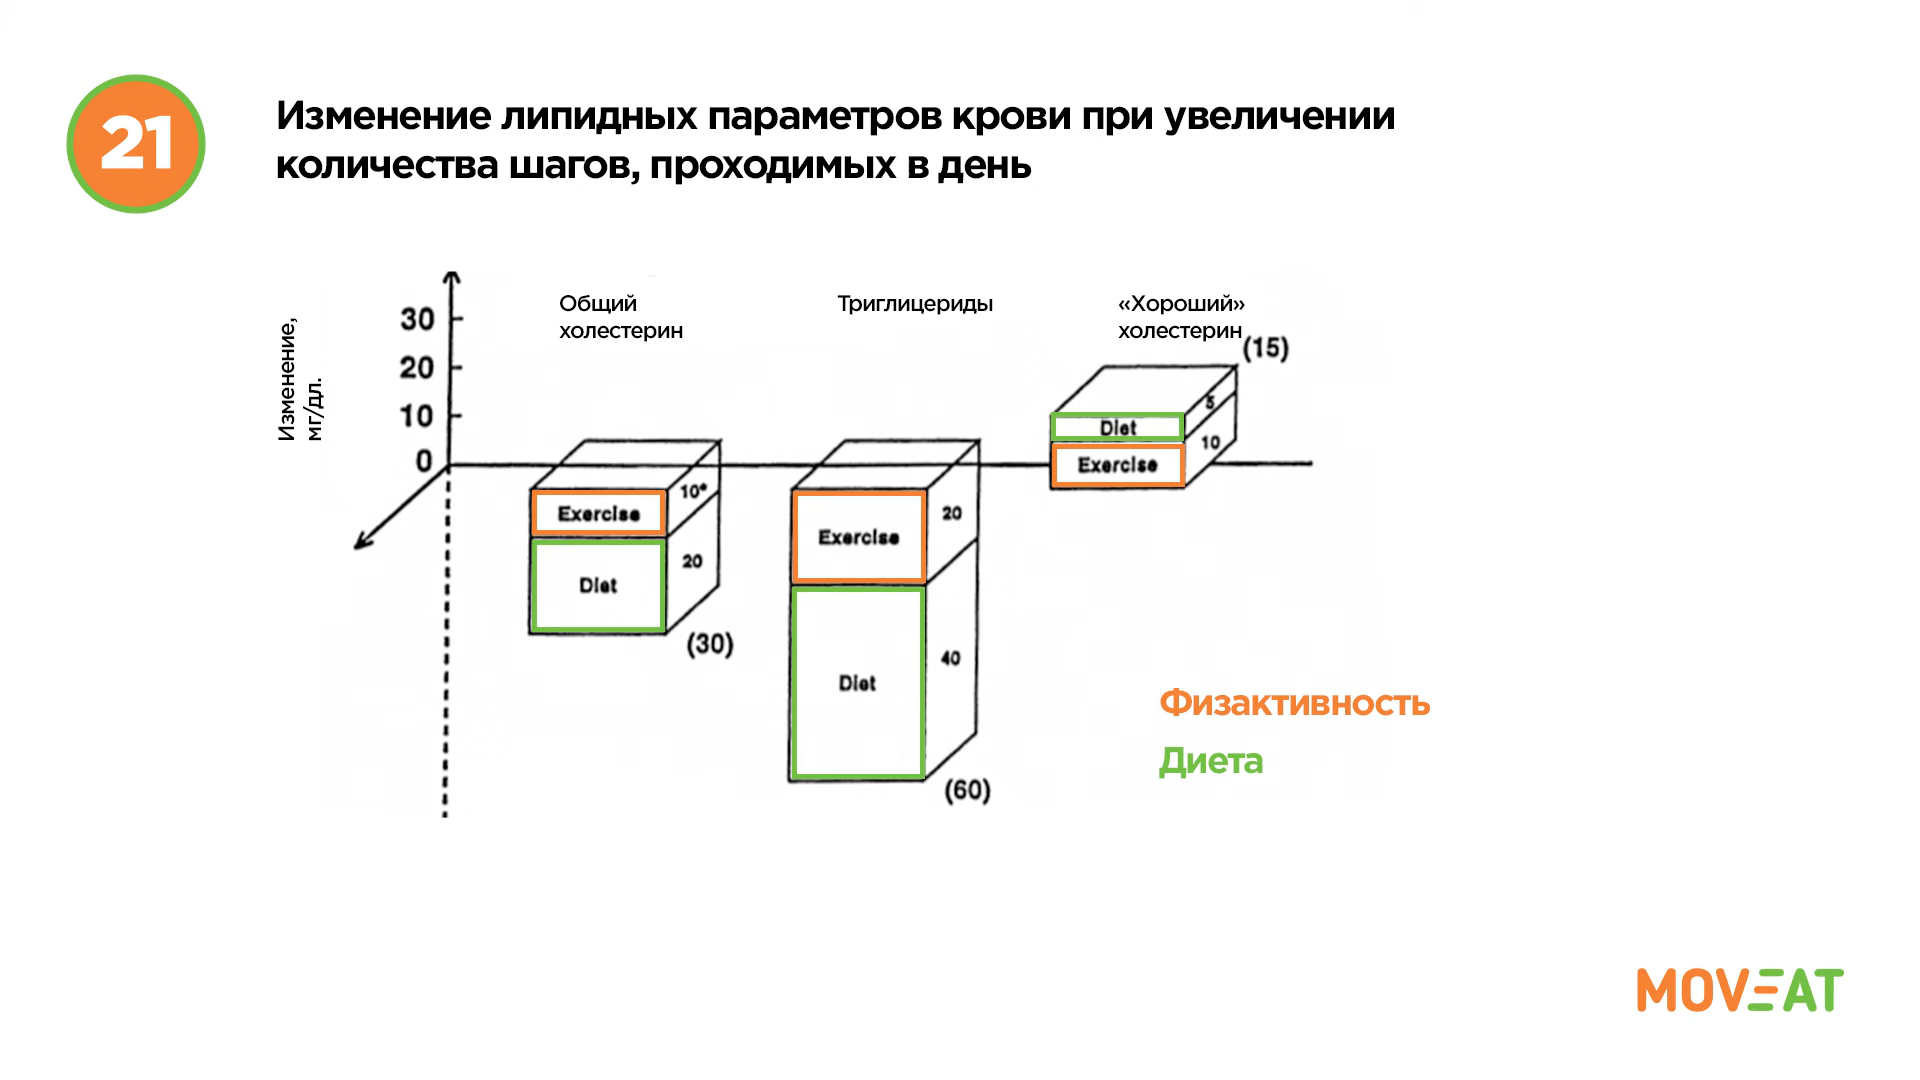 21
Изменение липидных параметров крови при увеличении
количества шагов, проходимых в день
Изменение,
мг/дл.
30
20
10
0
Общий
холестерин
Триглицериды
«Хороший»
холестерин
(15)
5
Diet
10
Exercise
10*
Exercise
20
Diet
(30)
20
Exercise
40
Diet
(60)
Физактивность
Диета
MOVEAT